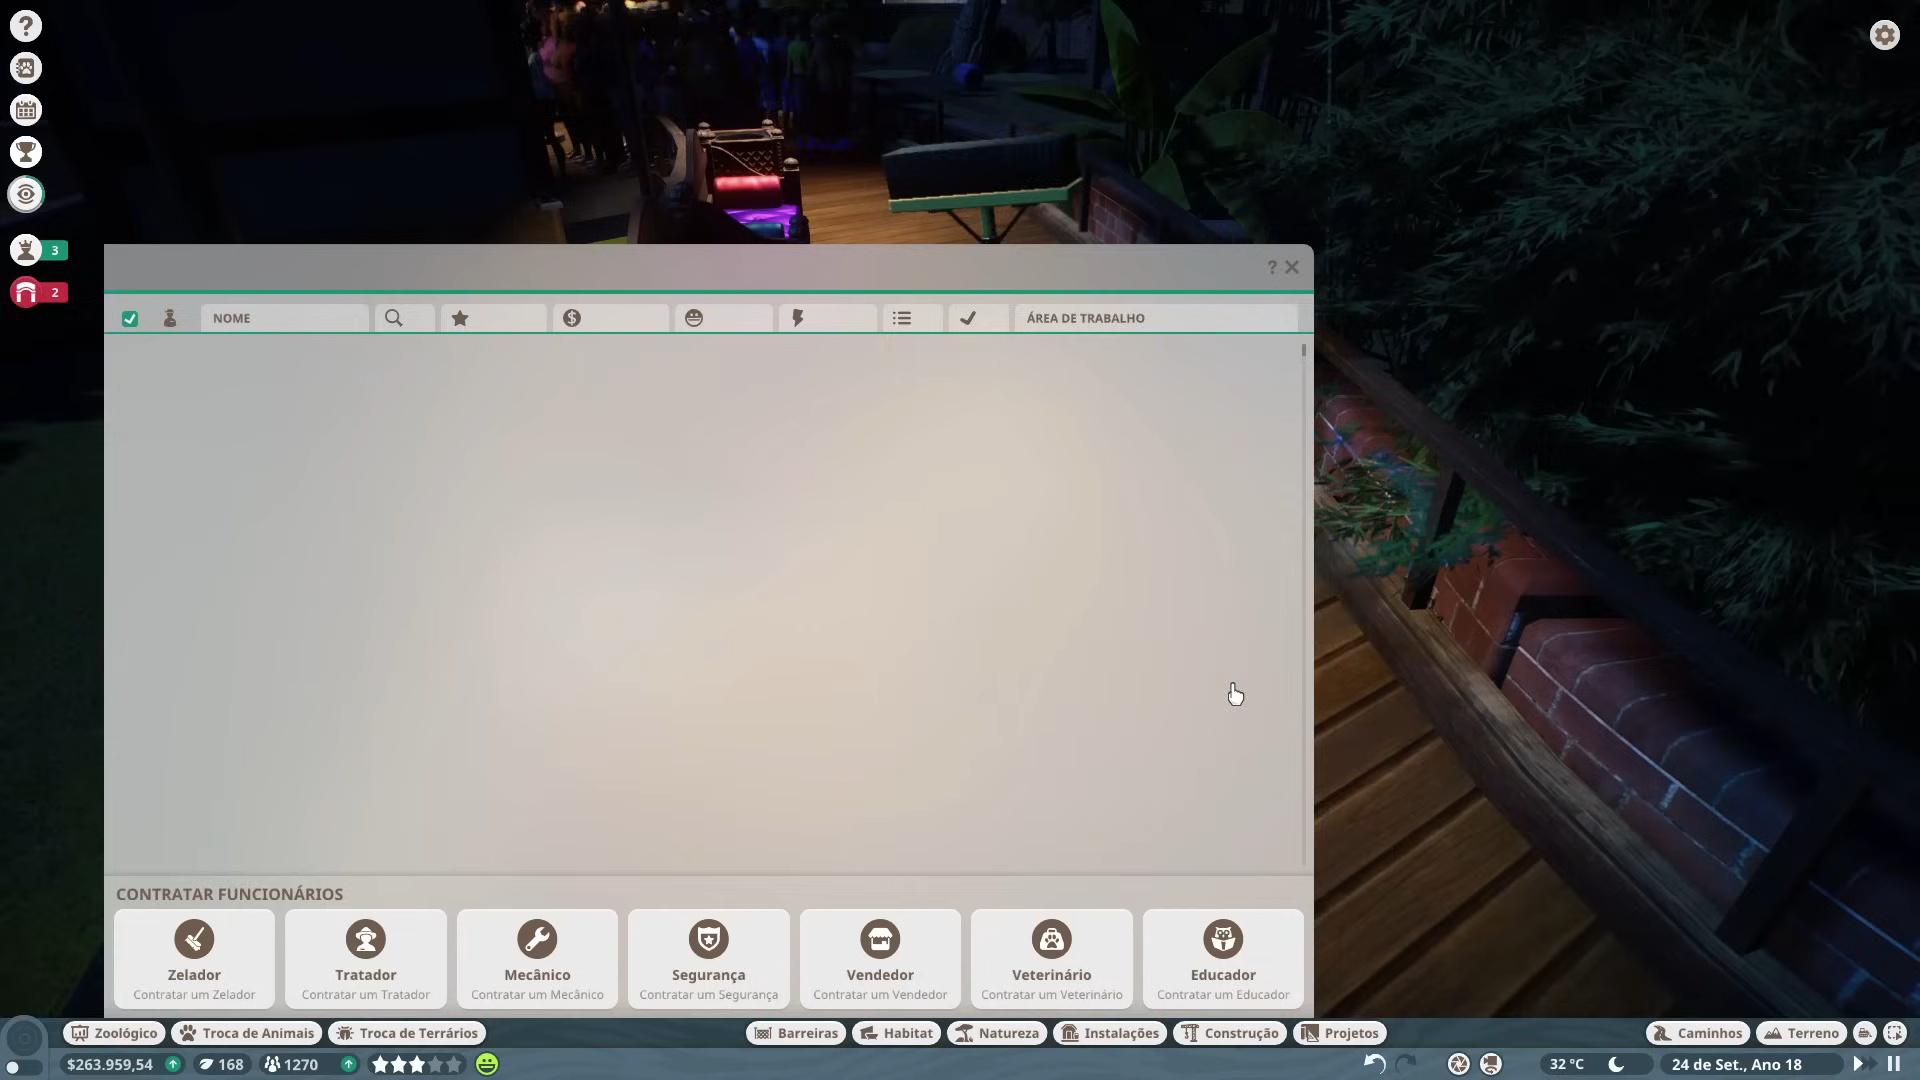 ?
3
2
? ×
NOME
ÁREA DE TRABALHO
CONTRATAR FUNCIONÁRIOS
Zelador
Contratar um Zelador
Tratador
Contratar um Tratador
Mecânico
Contratar um Mecânico
Segurança
Contratar um Segurança
Vendedor
Contratar um Vendedor
Veterinário
Contratar um Veterinário
Educador
Contratar um Educador
Zoológico
Troca de Animais
Troca de Terrários
Barreiras
Habitat
Natureza
Instalações
Construção
Projetos
Caminhos
Terreno
$263.959,54
168
1270
32 °C
24 de Set., Ano 18